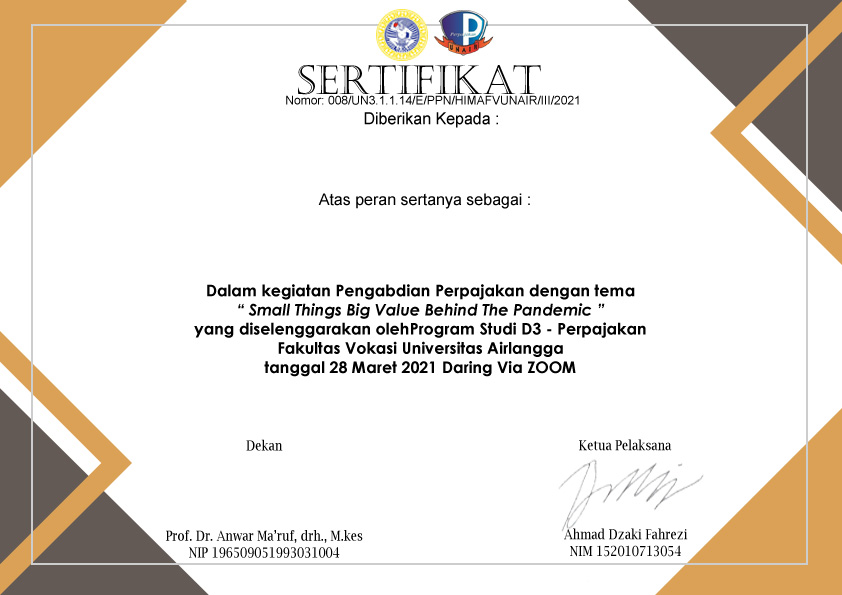 Perpajakan
UNAIR
SERTIFIKAT
Nomor: 008/UN3.1.1.14/E/PPN/HIMAFVUNAIR/III/2021
Diberikan Kepada :
Atas peran sertanya sebagai :
Dalam kegiatan Pengabdian Perpajakan dengan tema
“ Small Things Big Value Behind The Pandemic ”
yang diselenggarakan olehProgram Studi D3 - Perpajakan
Fakultas Vokasi Universitas Airlangga
tanggal 28 Maret 2021 Daring Via ZOOM
Dekan
Prof. Dr. Anwar Ma’ruf, drh., M.kes
NIP 196509051993031004
Ketua Pelaksana
Ahmad Dzaki Fahrezi
NIM 152010713054